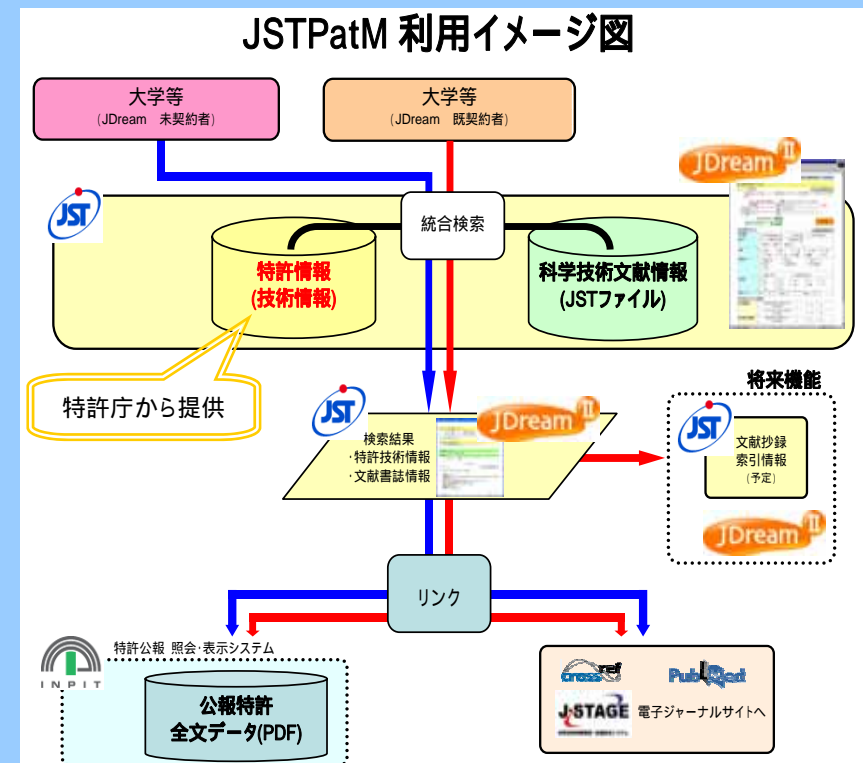 JSTPatM 利用イメージ図
大学等
(JDream 未契約者)
大学等
(JDream 既契約者)
JDream II
JST
統合検索
特許情報
(技術情報)
科学技術文献情報
(JSTファイル)
特許庁から提供
将来機能
JST
検索結果
・特許技術情報
・文献書誌情報
JDream II
JST
文献抄録
索引情報
(予定)
JDream II
リンク
INPIT
特許公報 照会・表示システム
公報特許
全文データ(PDF)
crossref
PubMed
J-STAGE
電子ジャーナルサイトへ